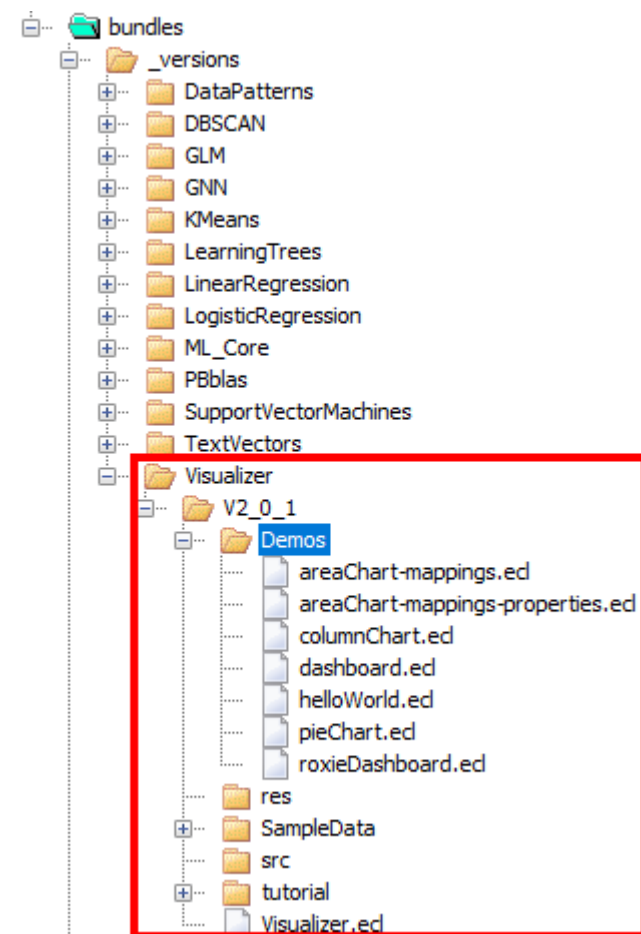 bundles
_versions
DataPatterns
DBSCAN
GLM
GNN
KMeans
LearningTrees
LinearRegression
LogisticRegression
ML_Core
PBblas
SupportVectorMachines
TextVectors
Visualizer
V2_0_1
Demos
areaChart-mappings.ecl
areaChart-mappings-properties.ecl
columnChart.ecl
dashboard.ecl
helloWorld.ecl
pieChart.ecl
roxieDashboard.ecl
res
SampleData
src
tutorial
Visualizer.ecl